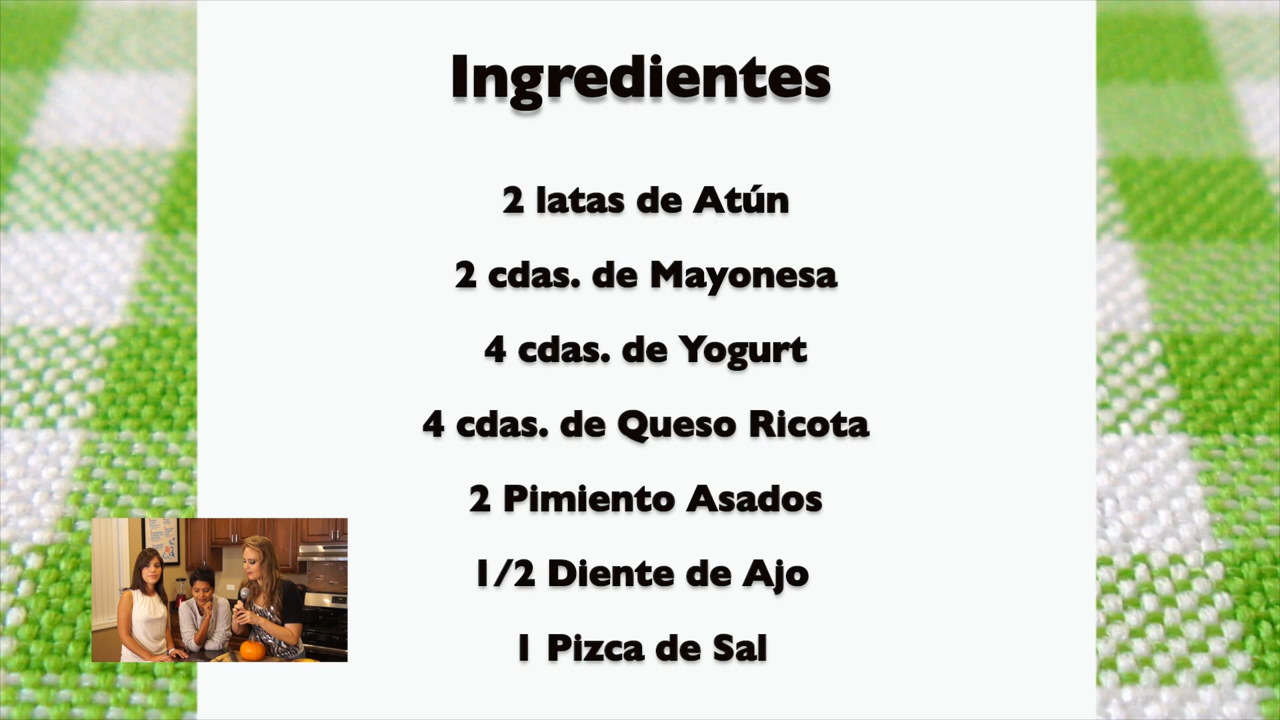 Ingredientes
2 latas de Atún
2 cdas. de Mayonesa
4 cdas. de Yogurt
4 cdas. de Queso Ricota
2 Pimiento Asados
1/2 Diente de Ajo
1 Pizca de Sal